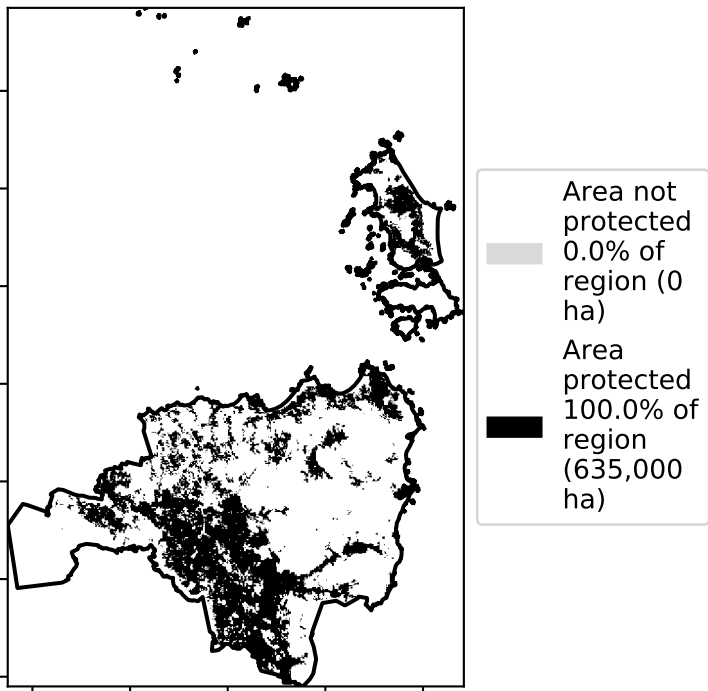 Area not
protected
0.0% of
region (0
ha)
Area
protected
100.0% of
region
(635,000
ha)